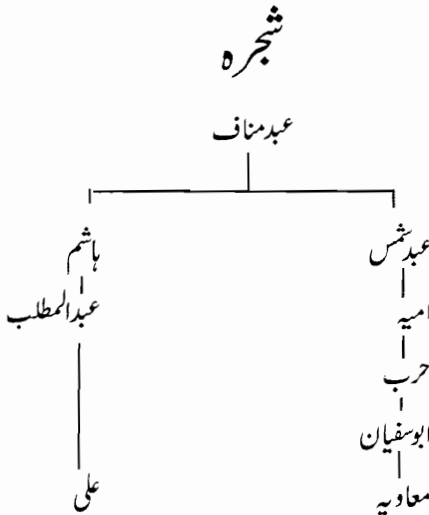 شجرہ
عبدمناف
عبدشمس
ہاشم
امیہ
عبدالمطلب
حرب
ابوسفیان
معاویہ
علی